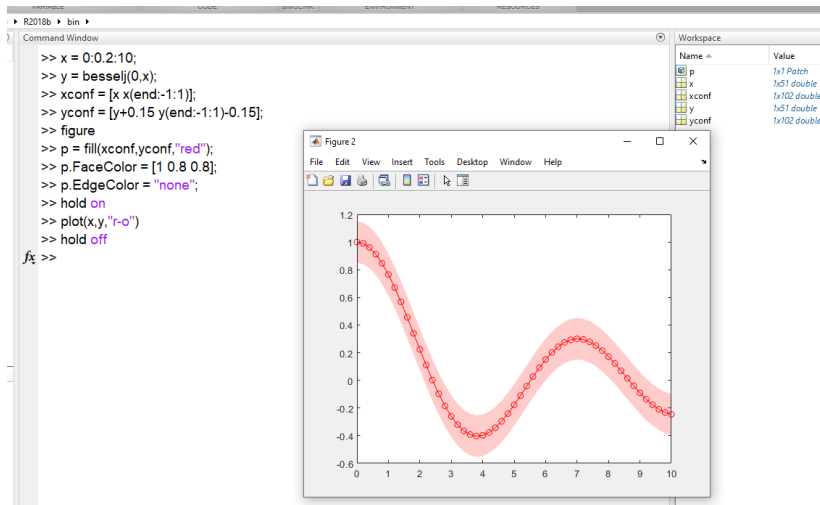 VARIABLE CODE SIMULINK ENVIRONMENT RESOURCES
R2018b bin
Command Window
>> x = 0:0.2:10;
>> y = besselj(0,x);
>> xconf = [x x(end:-1:1)];
>> yconf = [y+0.15 y(end:-1:1)-0.15];
>> figure
>> p = fill(xconf,yconf,"red");
>> p.FaceColor = [1 0.8 0.8];
>> p.EdgeColor = "none";
>> hold on
>> plot(x,y,"r-o")
>> hold off
fx >>
Workspace
Name Value
p 1x1 Patch
x 1x51 double
xconf 1x102 double
y 1x51 double
yconf 1x102 double
Figure 2
File Edit View Insert Tools Desktop Window Help
1.2
1
0.8
0.6
0.4
0.2
0
-0.2
-0.4
-0.6
0 1 2 3 4 5 6 7 8 9 10